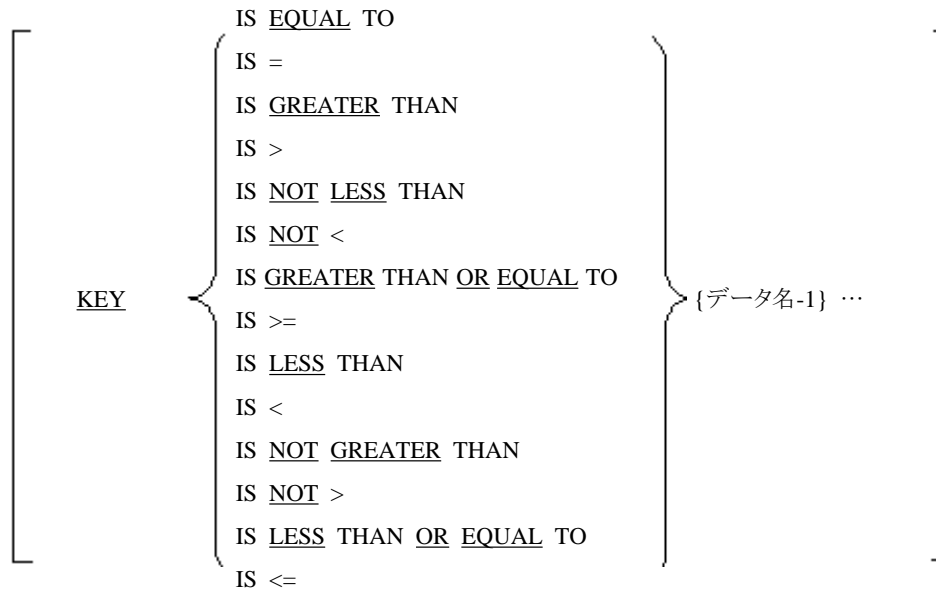 IS EQUAL TO
IS =
IS GREATER THAN
IS >
IS NOT LESS THAN
IS NOT <
IS GREATER THAN OR EQUAL TO
KEY {データ名-1} …
IS >=
IS LESS THAN
IS <
IS NOT GREATER THAN
IS NOT >
IS LESS THAN OR EQUAL TO
IS <=